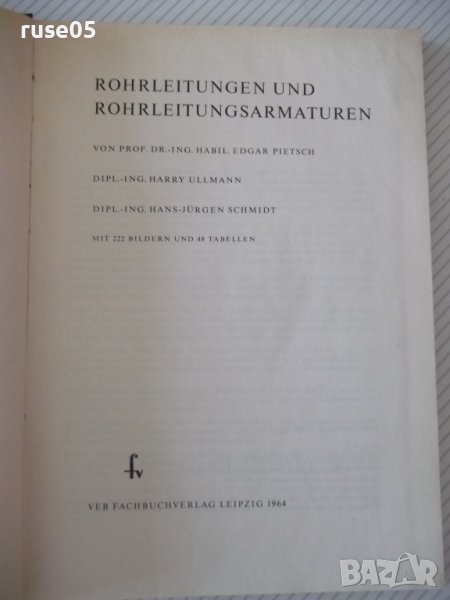 ruse05
ROHRLEITUNGEN UND
ROHRLEITUNGSARMATUREN
VON PROF. DR.-ING. HABIL. EDGAR PIETSCH
DIPL.-ING. HARRY ULLMANN
DIPL.-ING. HANS-JÜRGEN SCHMIDT
MIT 222 BILDERN UND 48 TABELLEN
fv
VEB FACHBUCHVERLAG LEIPZIG 1964
BAZAR